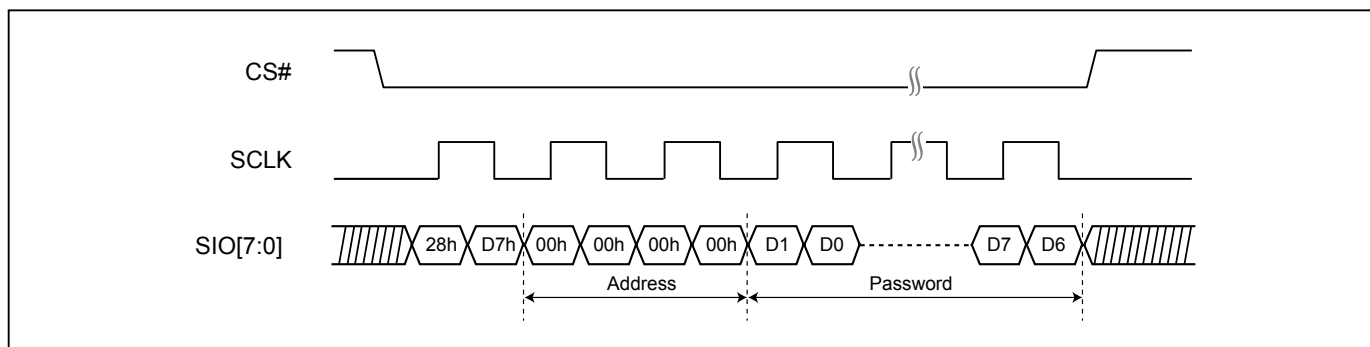 CS#
SCLK
SIO[7:0] 28h D7h 00h 00h 00h 00h D1 D0 D7 D6
Address Password